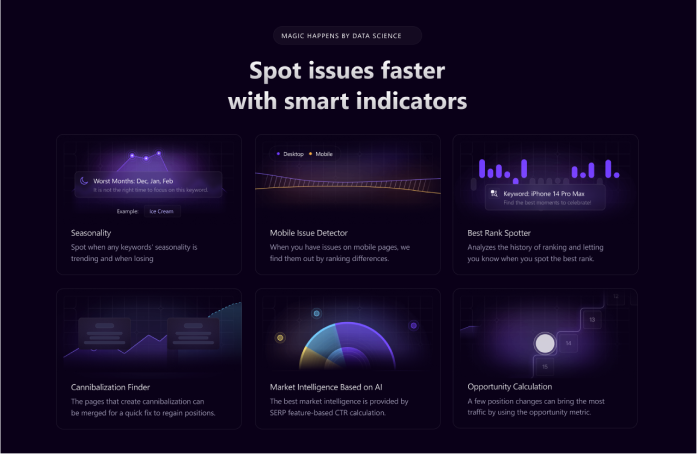 MAGIC HAPPENS BY DATA SCIENCE
Spot issues faster
with smart indicators
Worst Months: Dec, Jan, Feb
It is not the right time to focus on this keyword.
Example: Ice Cream
Seasonality
Spot when any keywords' seasonality is
trending and when losing
Desktop Mobile
Mobile Issue Detector
When you have issues on mobile pages, we
find them out by ranking differences.
Keyword: iPhone 14 Pro Max
Find the best moments to celebrate!
Best Rank Spotter
Analyzes the history of ranking and letting
you know when you spot the best rank.
Cannibalization Finder
The pages that create cannibalization can
be merged for a quick fix to regain positions.
Market Intelligence Based on AI
The best market intelligence is provided by
SERP feature-based CTR calculation.
13
14
15
Opportunity Calculation
A few position changes can bring the most
traffic by using the opportunity metric.